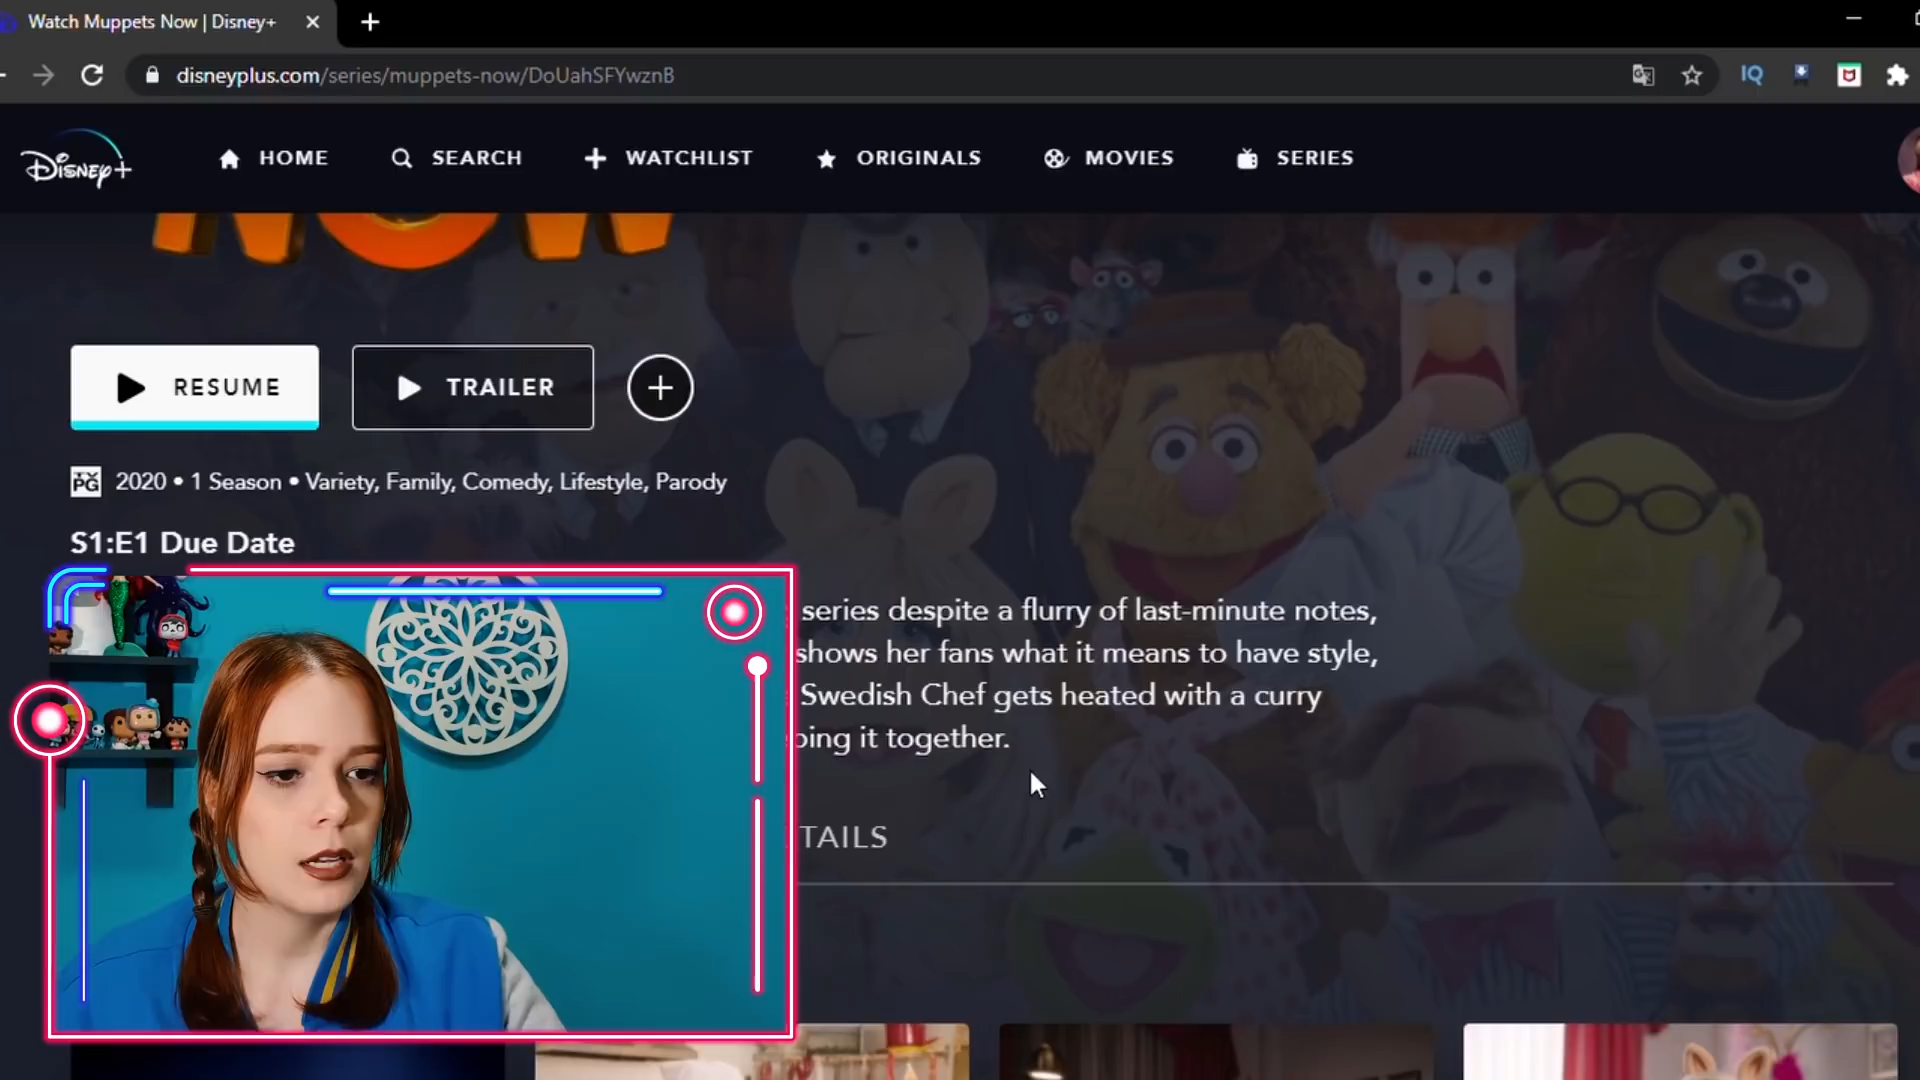 Watch Muppets Now | Disney+
disneyplus.com/series/muppets-now/DoUahSFYwznB
IQ
Disney+
HOME
SEARCH
WATCHLIST
ORIGINALS
MOVIES
SERIES
NOW
RESUME
TRAILER
TV PG 2020 • 1 Season • Variety, Family, Comedy, Lifestyle, Parody
S1:E1 Due Date
series despite a flurry of last-minute notes,
shows her fans what it means to have style,
Swedish Chef gets heated with a curry
ping it together.
TAILS